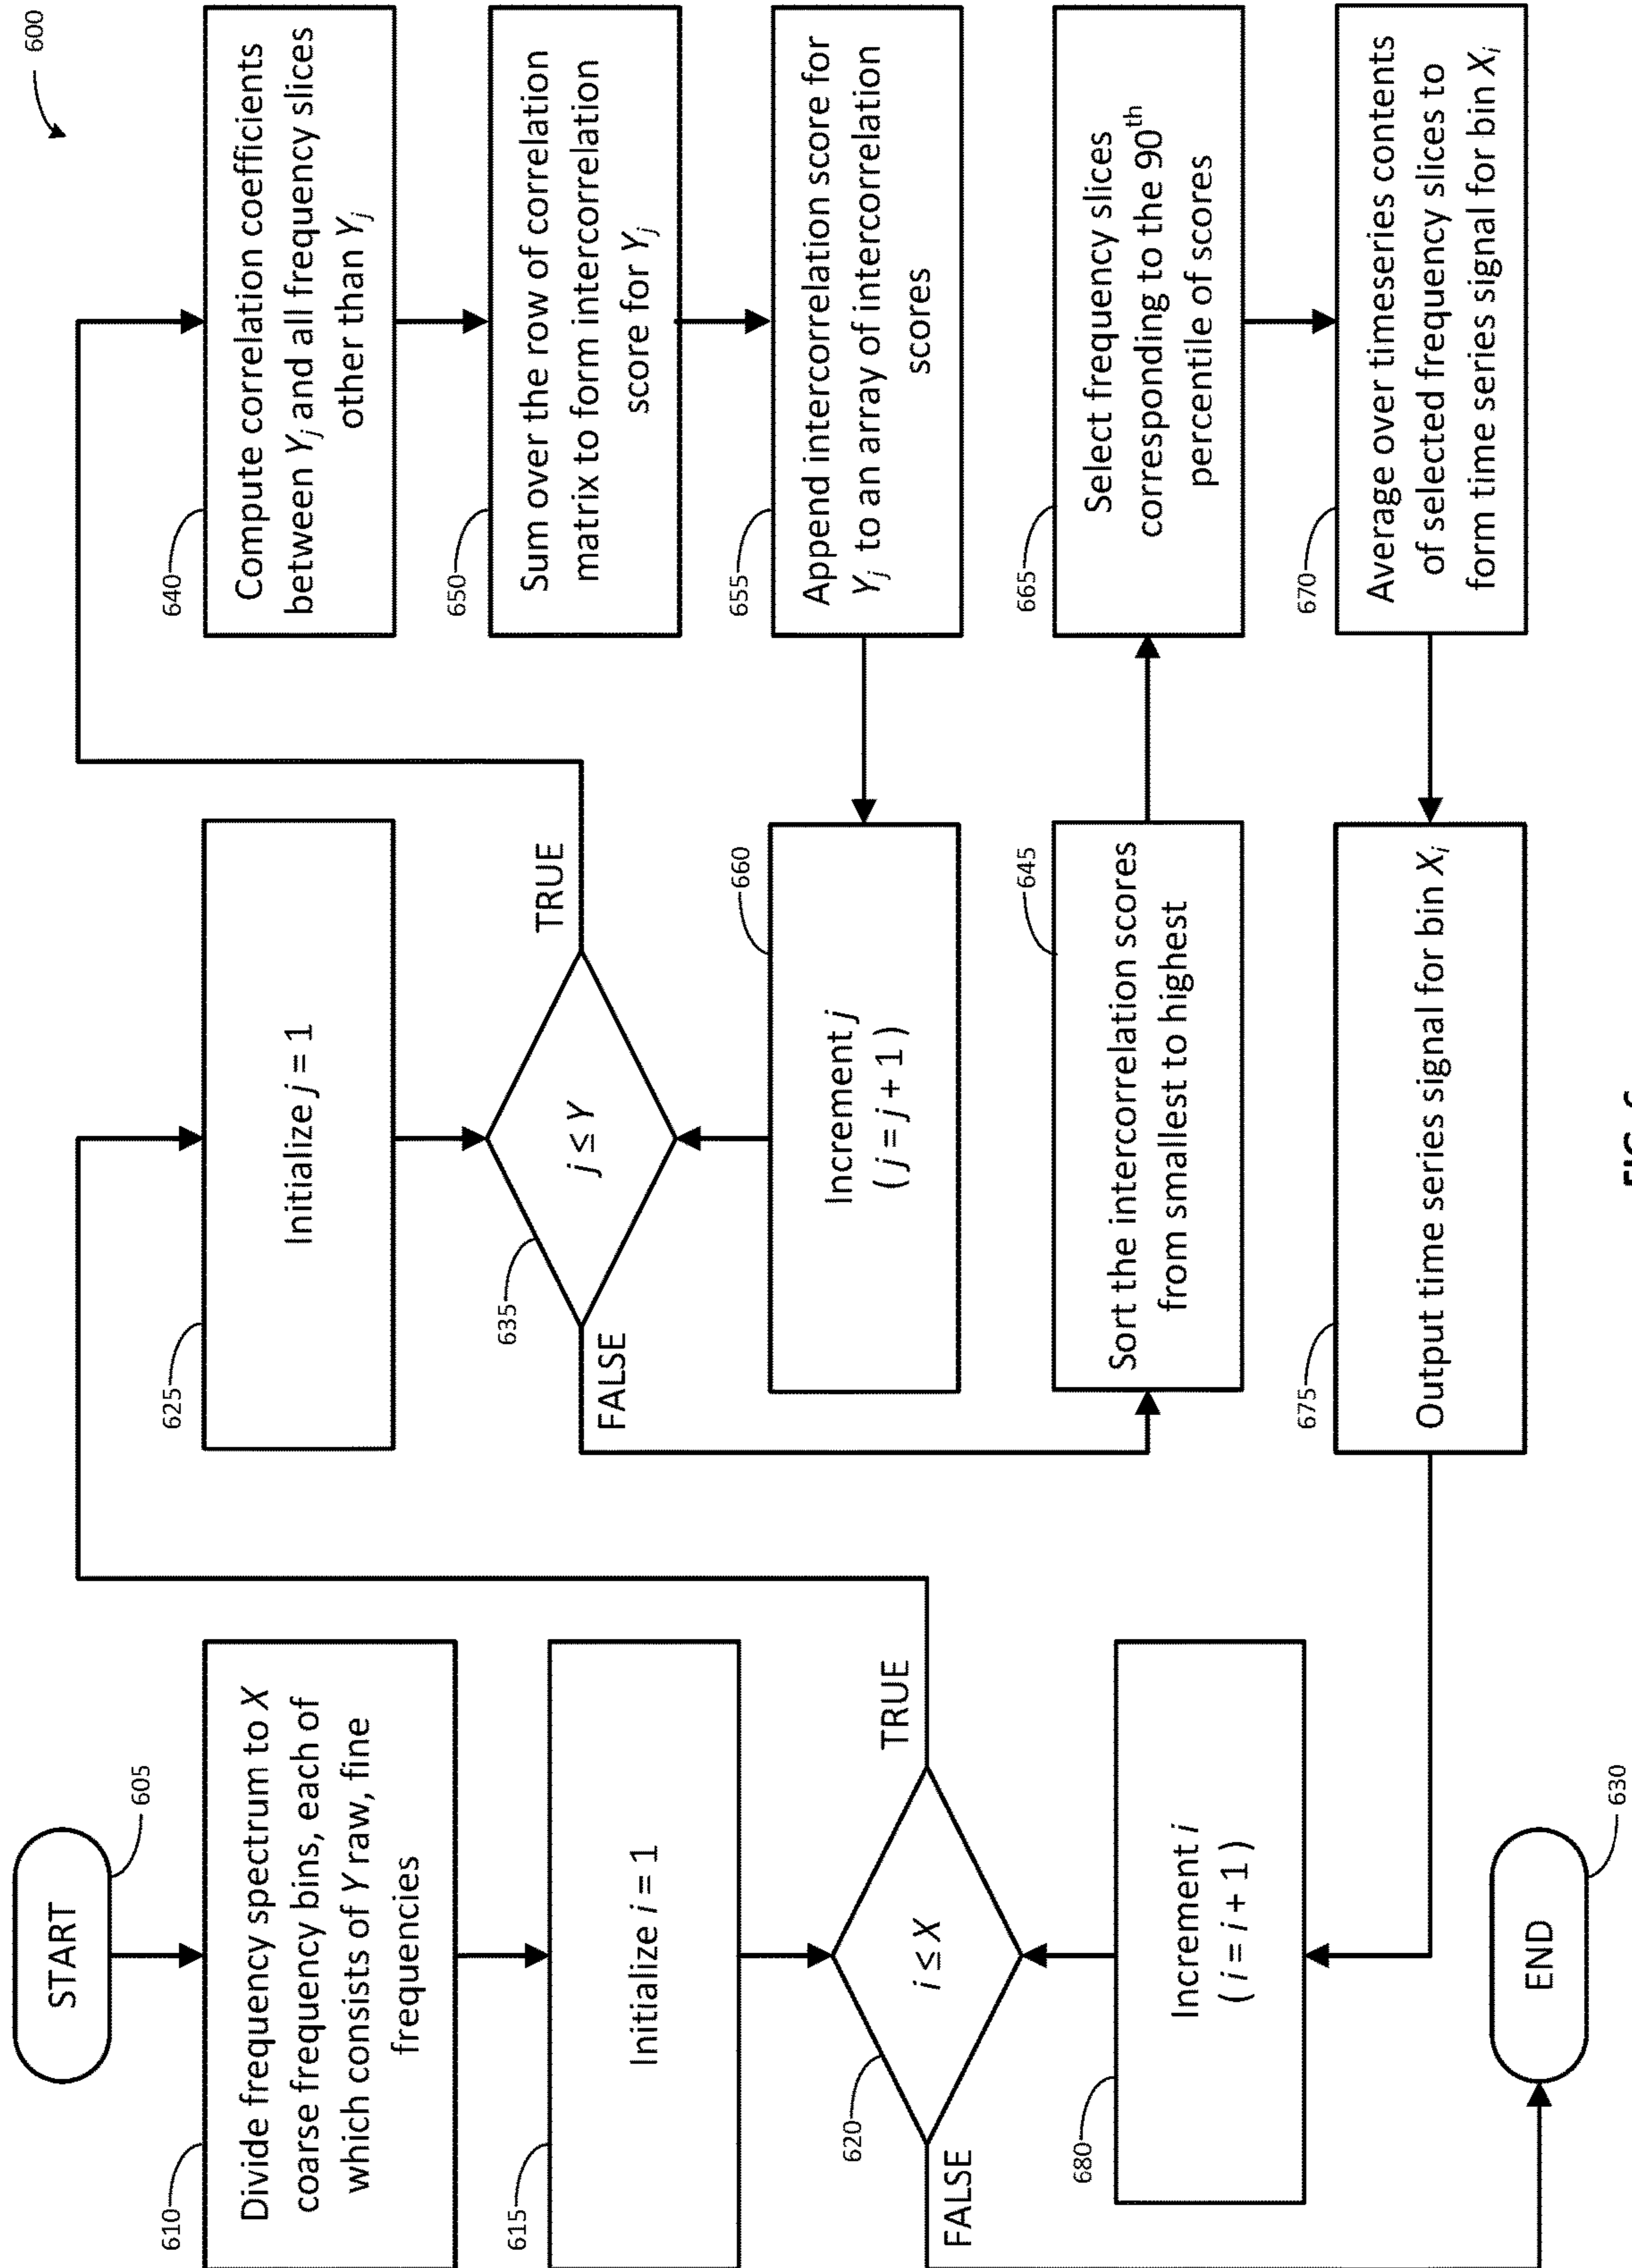 600
START
605
610
Divide frequency spectrum to X
coarse frequency bins, each of
which consists of Y raw, fine
frequencies
615
Initialize i = 1
620
i ≤ X
TRUE
FALSE
680
Increment i
( i = i + 1 )
END
630
625
Initialize j = 1
635
j ≤ Y
TRUE
FALSE
660
Increment j
( j = j + 1 )
645
Sort the intercorrelation scores
from smallest to highest
675
Output time series signal for bin Xi
640
Compute correlation coefficients
between Yj and all frequency slices
other than Yj
650
Sum over the row of correlation
matrix to form intercorrelation
score for Yj
655
Append intercorrelation score for
Yj to an array of intercorrelation
scores
665
Select frequency slices
corresponding to the 90th
percentile of scores
670
Average over timeseries contents
of selected frequency slices to
form time series signal for bin Xi